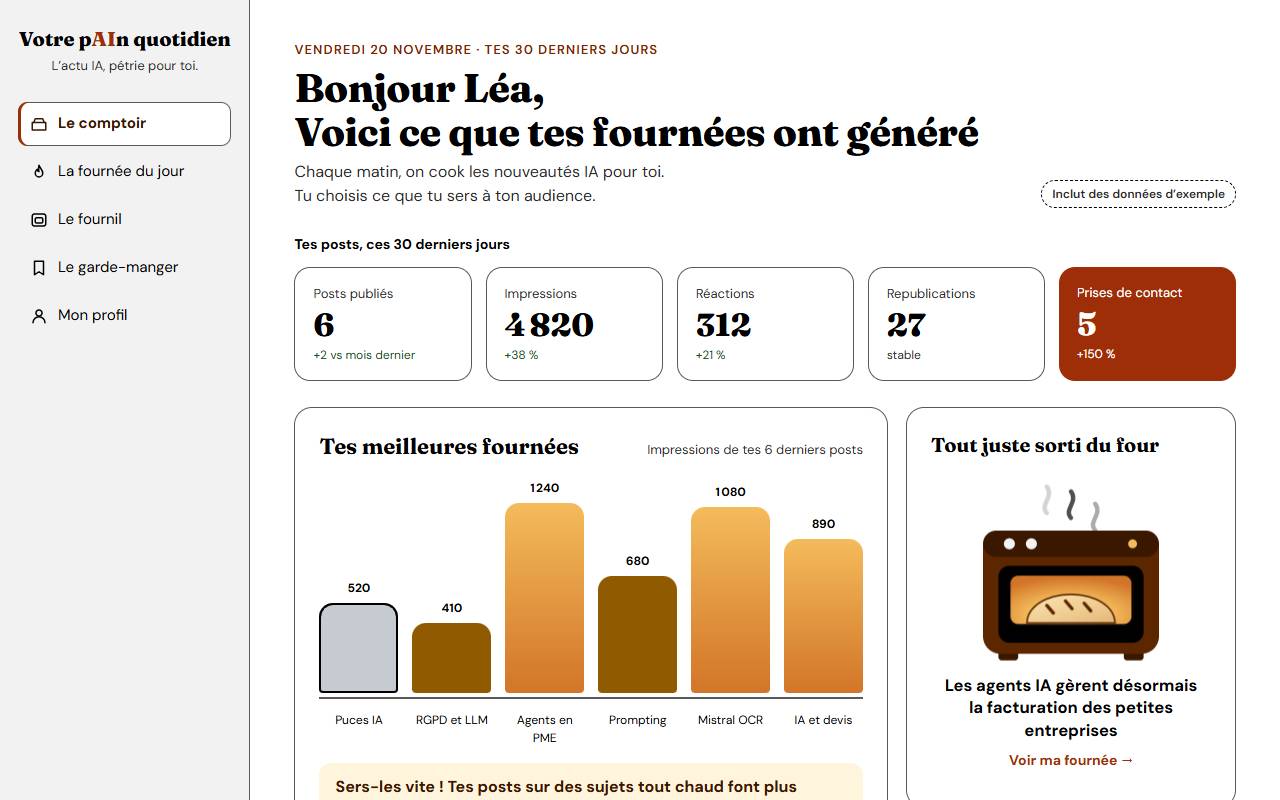 Votre pAIn quotidien
L'actu IA, pétrie pour toi.
Le comptoir
La fournée du jour
Le fournil
Le garde-manger
Mon profil
VENDREDI 20 NOVEMBRE · TES 30 DERNIERS JOURS
Bonjour Léa,
Voici ce que tes fournées ont généré
Chaque matin, on cook les nouveautés IA pour toi.
Tu choisis ce que tu sers à ton audience.
Inclut des données d'exemple
Tes posts, ces 30 derniers jours
Posts publiés
6
+2 vs mois dernier
Impressions
4 820
+38 %
Réactions
312
+21 %
Republications
27
stable
Prises de contact
5
+150 %
Tes meilleures fournées
Impressions de tes 6 derniers posts
520
410
1 240
680
1 080
890
Puces IA
RGPD et LLM
Agents en
PME
Prompting
Mistral OCR
IA et devis
Sers-les vite ! Tes posts sur des sujets tout chaud font plus
Tout juste sorti du four
Les agents IA gèrent désormais
la facturation des petites
entreprises
Voir ma fournée →